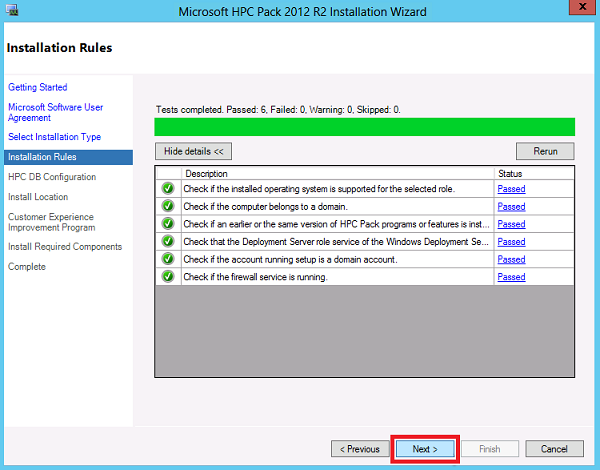 Microsoft HPC Pack 2012 R2 Installation Wizard
x
Installation Rules
Getting Started
Microsoft Software User
Agreement
Select Installation Type
Installation Rules
HPC DB Configuration
Install Location
Customer Experience
Improvement Program
Install Required Components
Complete
Tests completed. Passed: 6, Failed: 0, Warning: 0, Skipped: 0.
Hide details << Rerun
Description Status
Check if the installed operating system is supported for the selected role. Passed
Check if the computer belongs to a domain. Passed
Check if an earlier or the same version of HPC Pack programs or features is inst... Passed
Check that the Deployment Server role service of the Windows Deployment Se... Passed
Check if the account running setup is a domain account. Passed
Check if the firewall service is running. Passed
< Previous Next > Finish Cancel